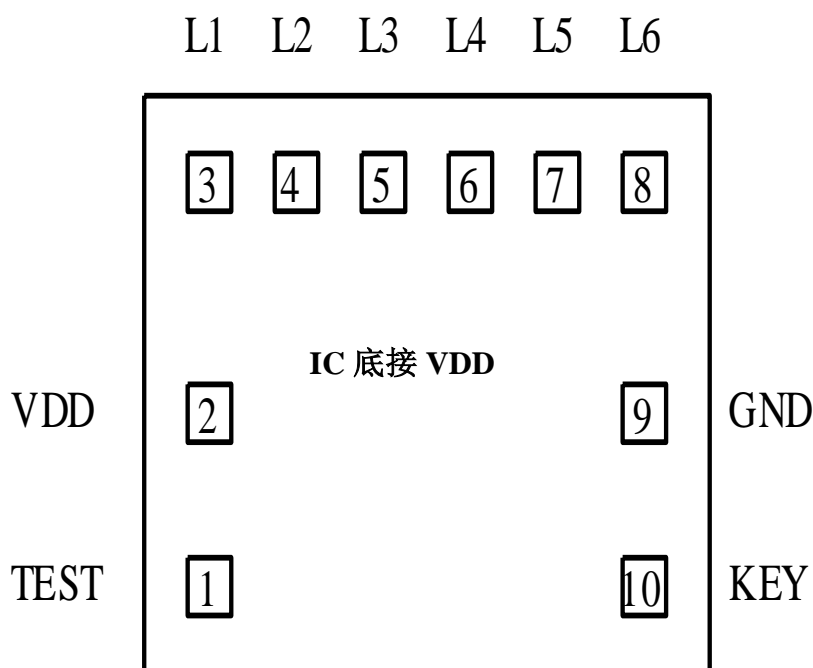 L1 L2 L3 L4 L5 L6
3 4 5 6 7 8
IC 底接 VDD
VDD 2 9 GND
TEST 1 10 KEY